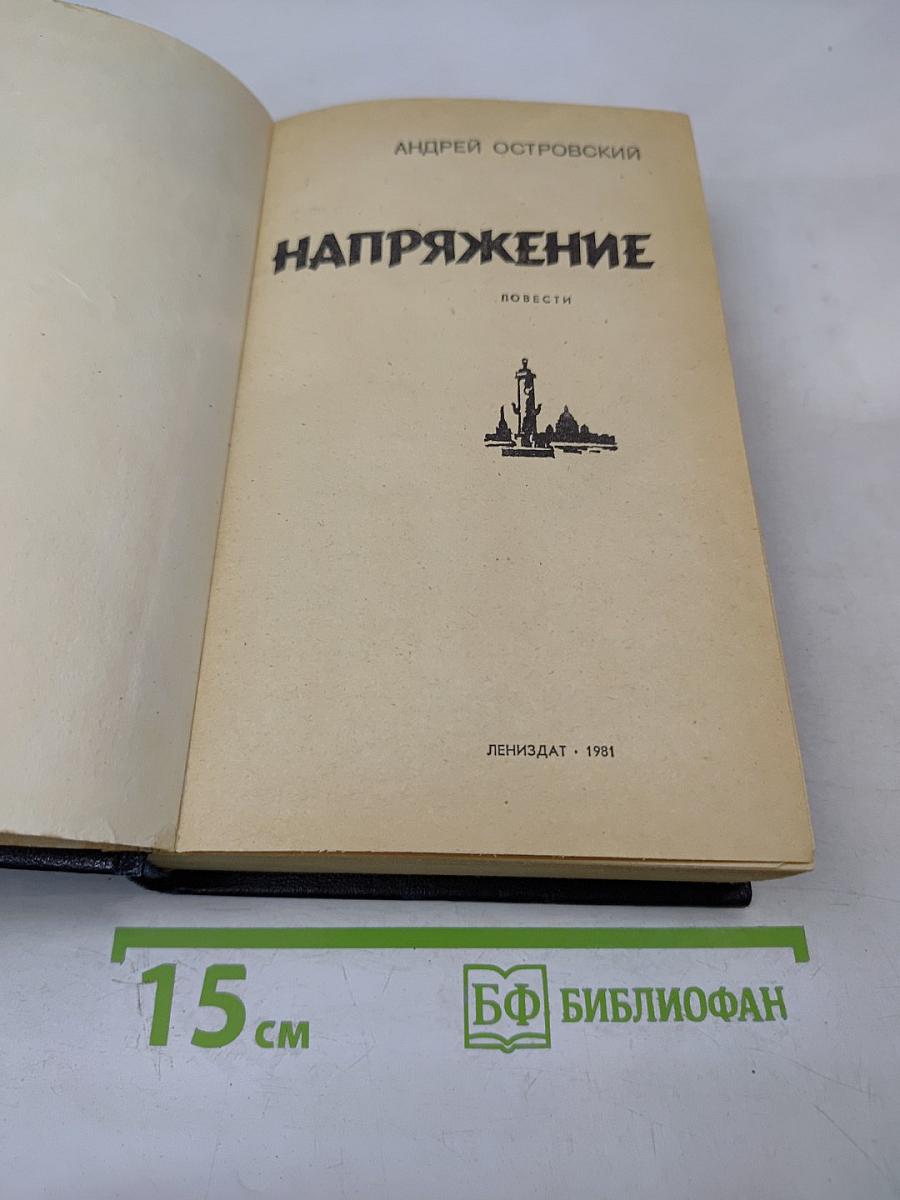 АНДРЕЙ ОСТРОВСКИЙ
НАПРЯЖЕНИЕ
ПОВЕСТИ
ЛЕНИЗДАТ • 1981
15 см
БФ БИБЛИОФАН